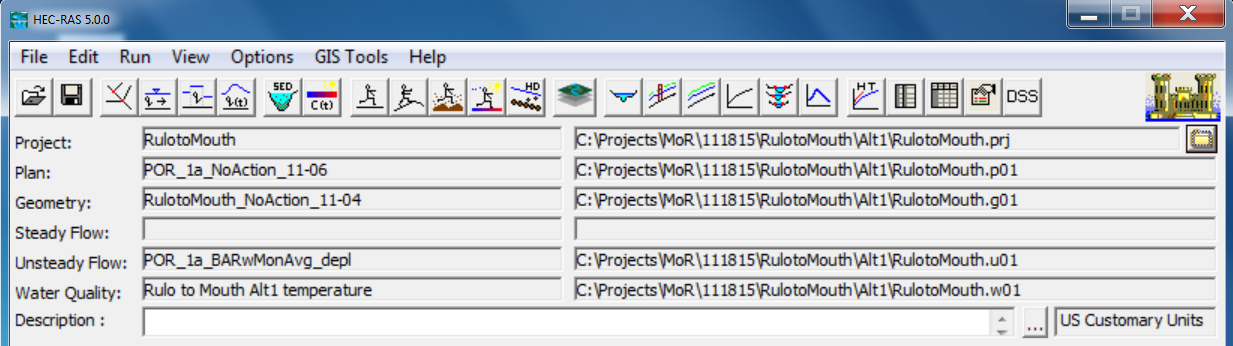 HEC-RAS 5.0.0
File Edit Run View Options GIS Tools Help
SED C(t) HD HT DSS
Project: RulotoMouth C:\Projects\MoR\111815\RulotoMouth\Alt1\RulotoMouth.prj
Plan: POR_1a_NoAction_11-06 C:\Projects\MoR\111815\RulotoMouth\Alt1\RulotoMouth.p01
Geometry: RulotoMouth_NoAction_11-04 C:\Projects\MoR\111815\RulotoMouth\Alt1\RulotoMouth.g01
Steady Flow:
Unsteady Flow: POR_1a_BARwMonAvg_depl C:\Projects\MoR\111815\RulotoMouth\Alt1\RulotoMouth.u01
Water Quality: Rulo to Mouth Alt1 temperature C:\Projects\MoR\111815\RulotoMouth\Alt1\RulotoMouth.w01
Description : ... US Customary Units